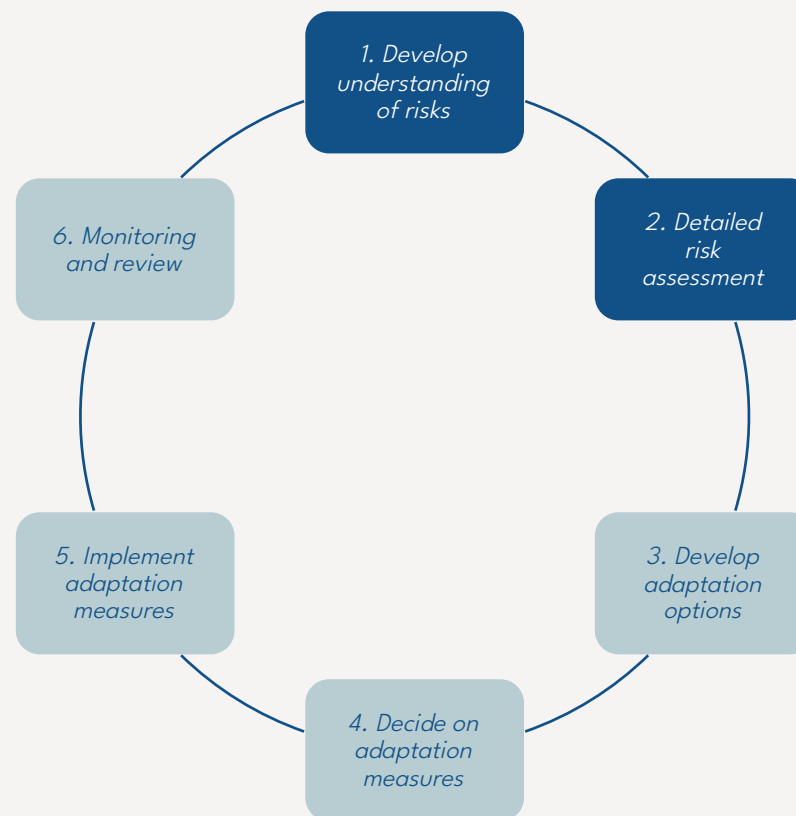 1. Develop
understanding
of risks
2. Detailed
risk
assessment
3. Develop
adaptation
options
4. Decide on
adaptation
measures
5. Implement
adaptation
measures
6. Monitoring
and review